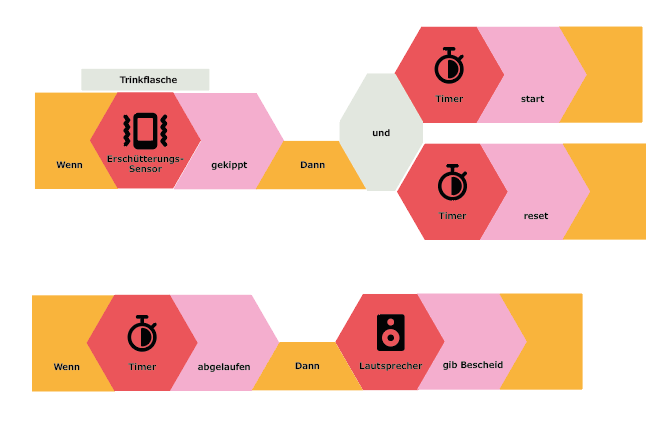 Trinkflasche
Wenn
Erschütterungs-
Sensor
gekippt
Dann
und
Timer
start
Timer
reset
Wenn
Timer
abgelaufen
Dann
Lautsprecher
gib Bescheid